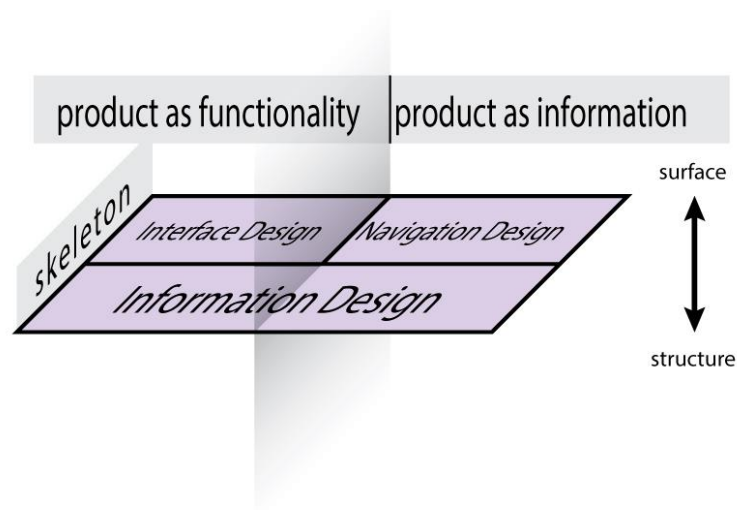 product as functionality
product as information
surface
skeleton
Interface Design
Navigation Design
Information Design
structure